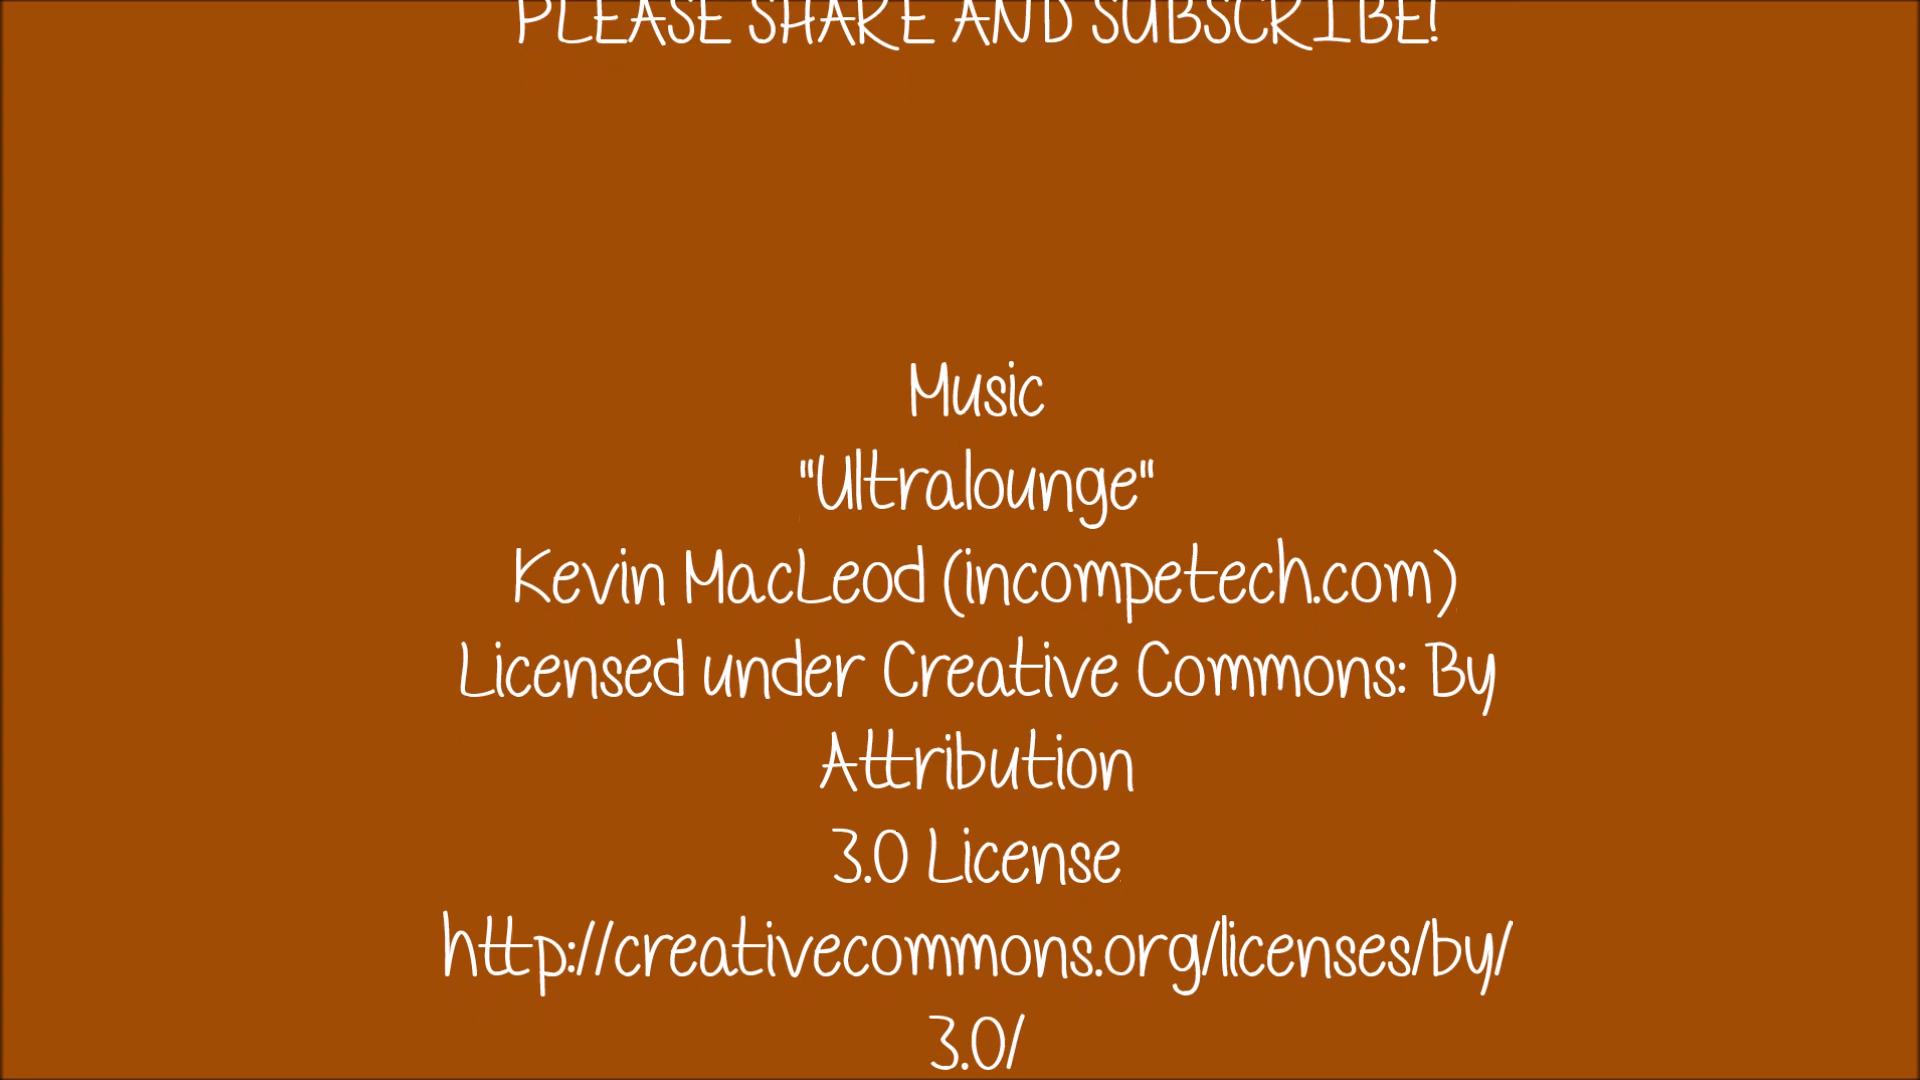 PLEASE SHARE AND SUBSCRIBE!
Music
"Ultralounge"
Kevin MacLeod (incompetech.com)
Licensed under Creative Commons: By
Attribution
3.0 License
http://creativecommons.org/licenses/by/
3.0/